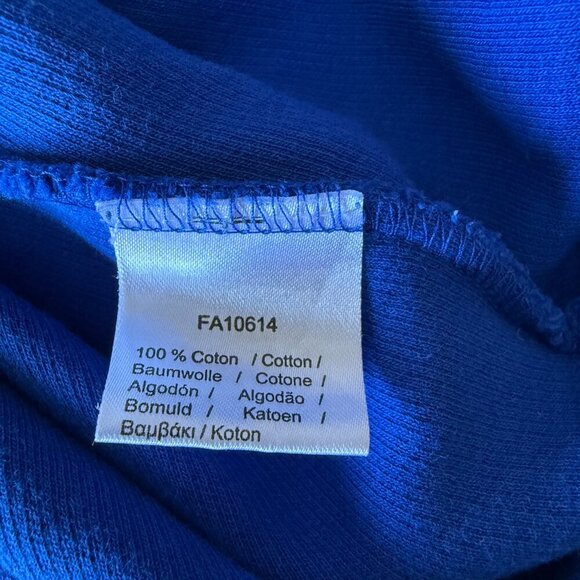 FA10614
100 % Coton / Cotton /
Baumwolle / Cotone /
Algodón / Algodão /
Bomuld / Katoen /
Βαμβάκι / Koton